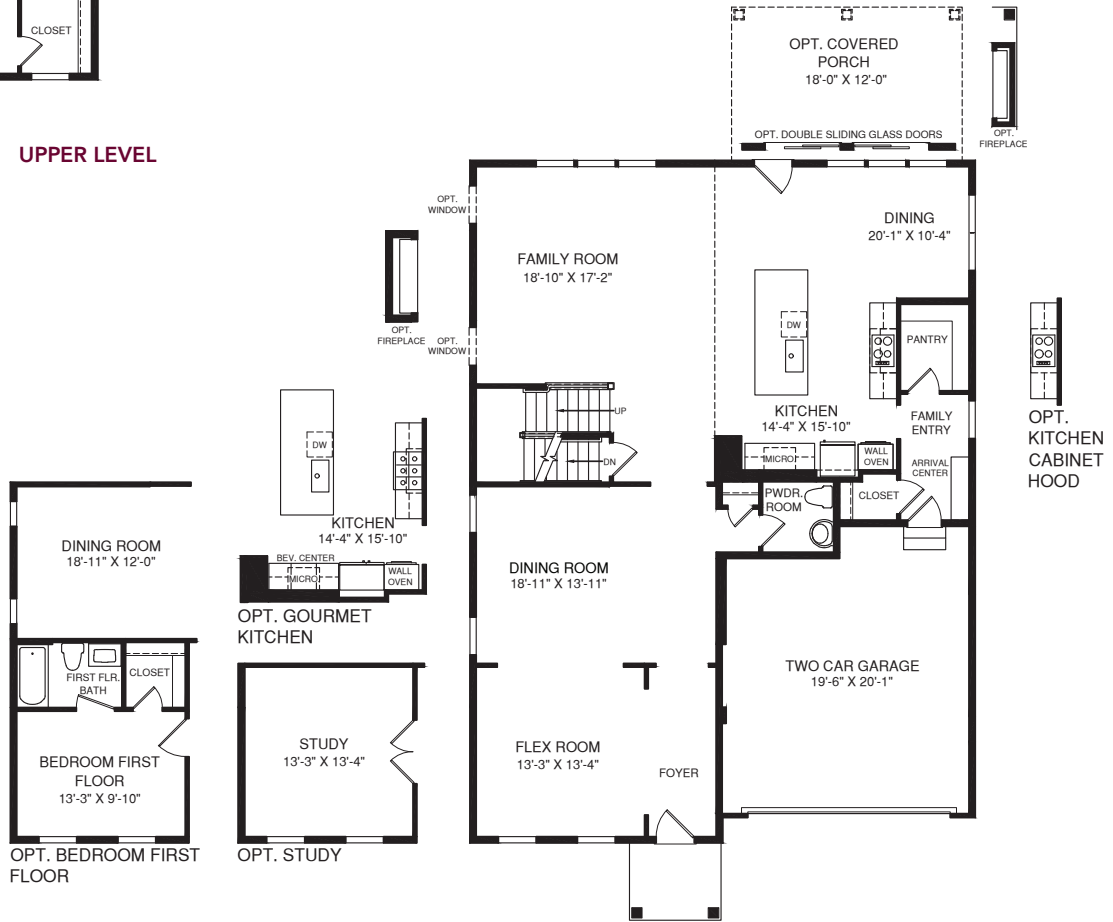 CLOSET
UPPER LEVEL
OPT. COVERED
PORCH
18'-0" X 12'-0"
OPT. DOUBLE SLIDING GLASS DOORS
OPT.
FIREPLACE
OPT.
WINDOW
DINING
20'-1" X 10'-4"
FAMILY ROOM
18'-10" X 17'-2"
OPT.
FIREPLACE
OPT.
WINDOW
DW
PANTRY
UP
DN
KITCHEN
14'-4" X 15'-10"
FAMILY
ENTRY
MICRO
WALL
OVEN
ARRIVAL
CENTER
CLOSET
PWDR.
ROOM
OPT.
KITCHEN
CABINET
HOOD
DW
KITCHEN
14'-4" X 15'-10"
BEV. CENTER
MICRO
WALL
OVEN
OPT. GOURMET
KITCHEN
DINING ROOM
18'-11" X 12'-0"
FIRST FLR.
BATH
CLOSET
BEDROOM FIRST
FLOOR
13'-3" X 9'-10"
OPT. BEDROOM FIRST
FLOOR
STUDY
13'-3" X 13'-4"
OPT. STUDY
DINING ROOM
18'-11" X 13'-11"
TWO CAR GARAGE
19'-6" X 20'-1"
FLEX ROOM
13'-3" X 13'-4"
FOYER